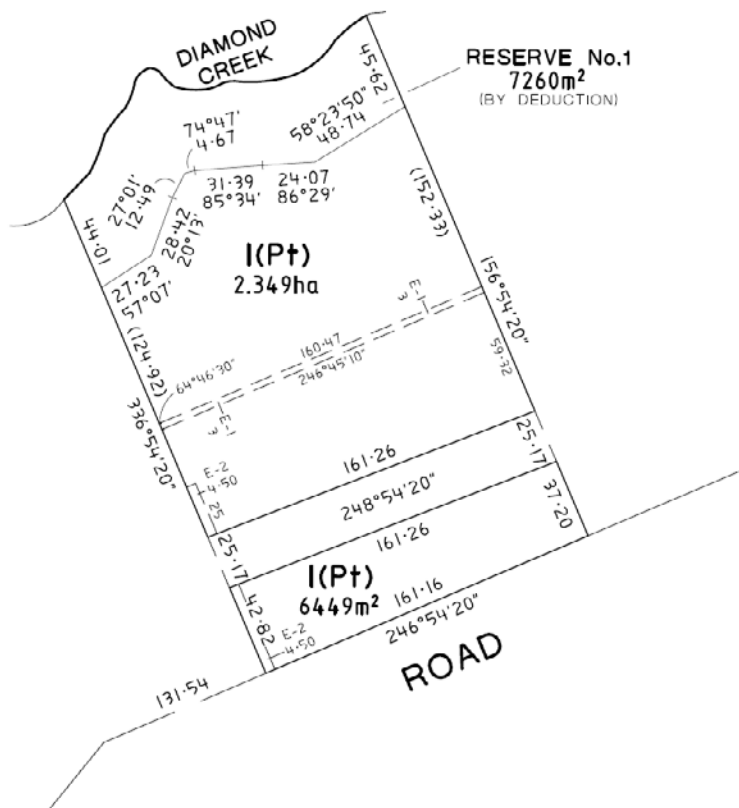 DIAMOND
CREEK
45·62
RESERVE No.1
7260m²
(BY DEDUCTION)
58°23'50"
48·74
74°47'
4·67
27°01'
12·49
31·39
85°34'
24·07
86°29'
28·42
20°13'
44·01
27·23
57°07'
(152·33)
1(Pt)
2.349ha
156°54'20"
E-1
3
(124·92)
64°46'30"
160·47
246°45'10"
59·32
E-1
3
336°54'20"
E-2
4·50
25
161·26
25·17
248°54'20"
25·17
161·26
37·20
1(Pt)
6449m²
42·82
161·16
246°54'20"
E-2
4·50
ROAD
131·54